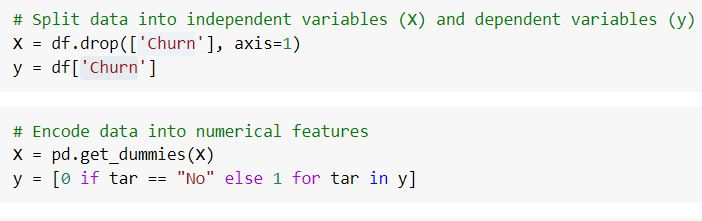 # Split data into independent variables (X) and dependent variables (y)
X = df.drop(['Churn'], axis=1)
y = df['Churn']
# Encode data into numerical features
X = pd.get_dummies(X)
y = [0 if tar == "No" else 1 for tar in y]